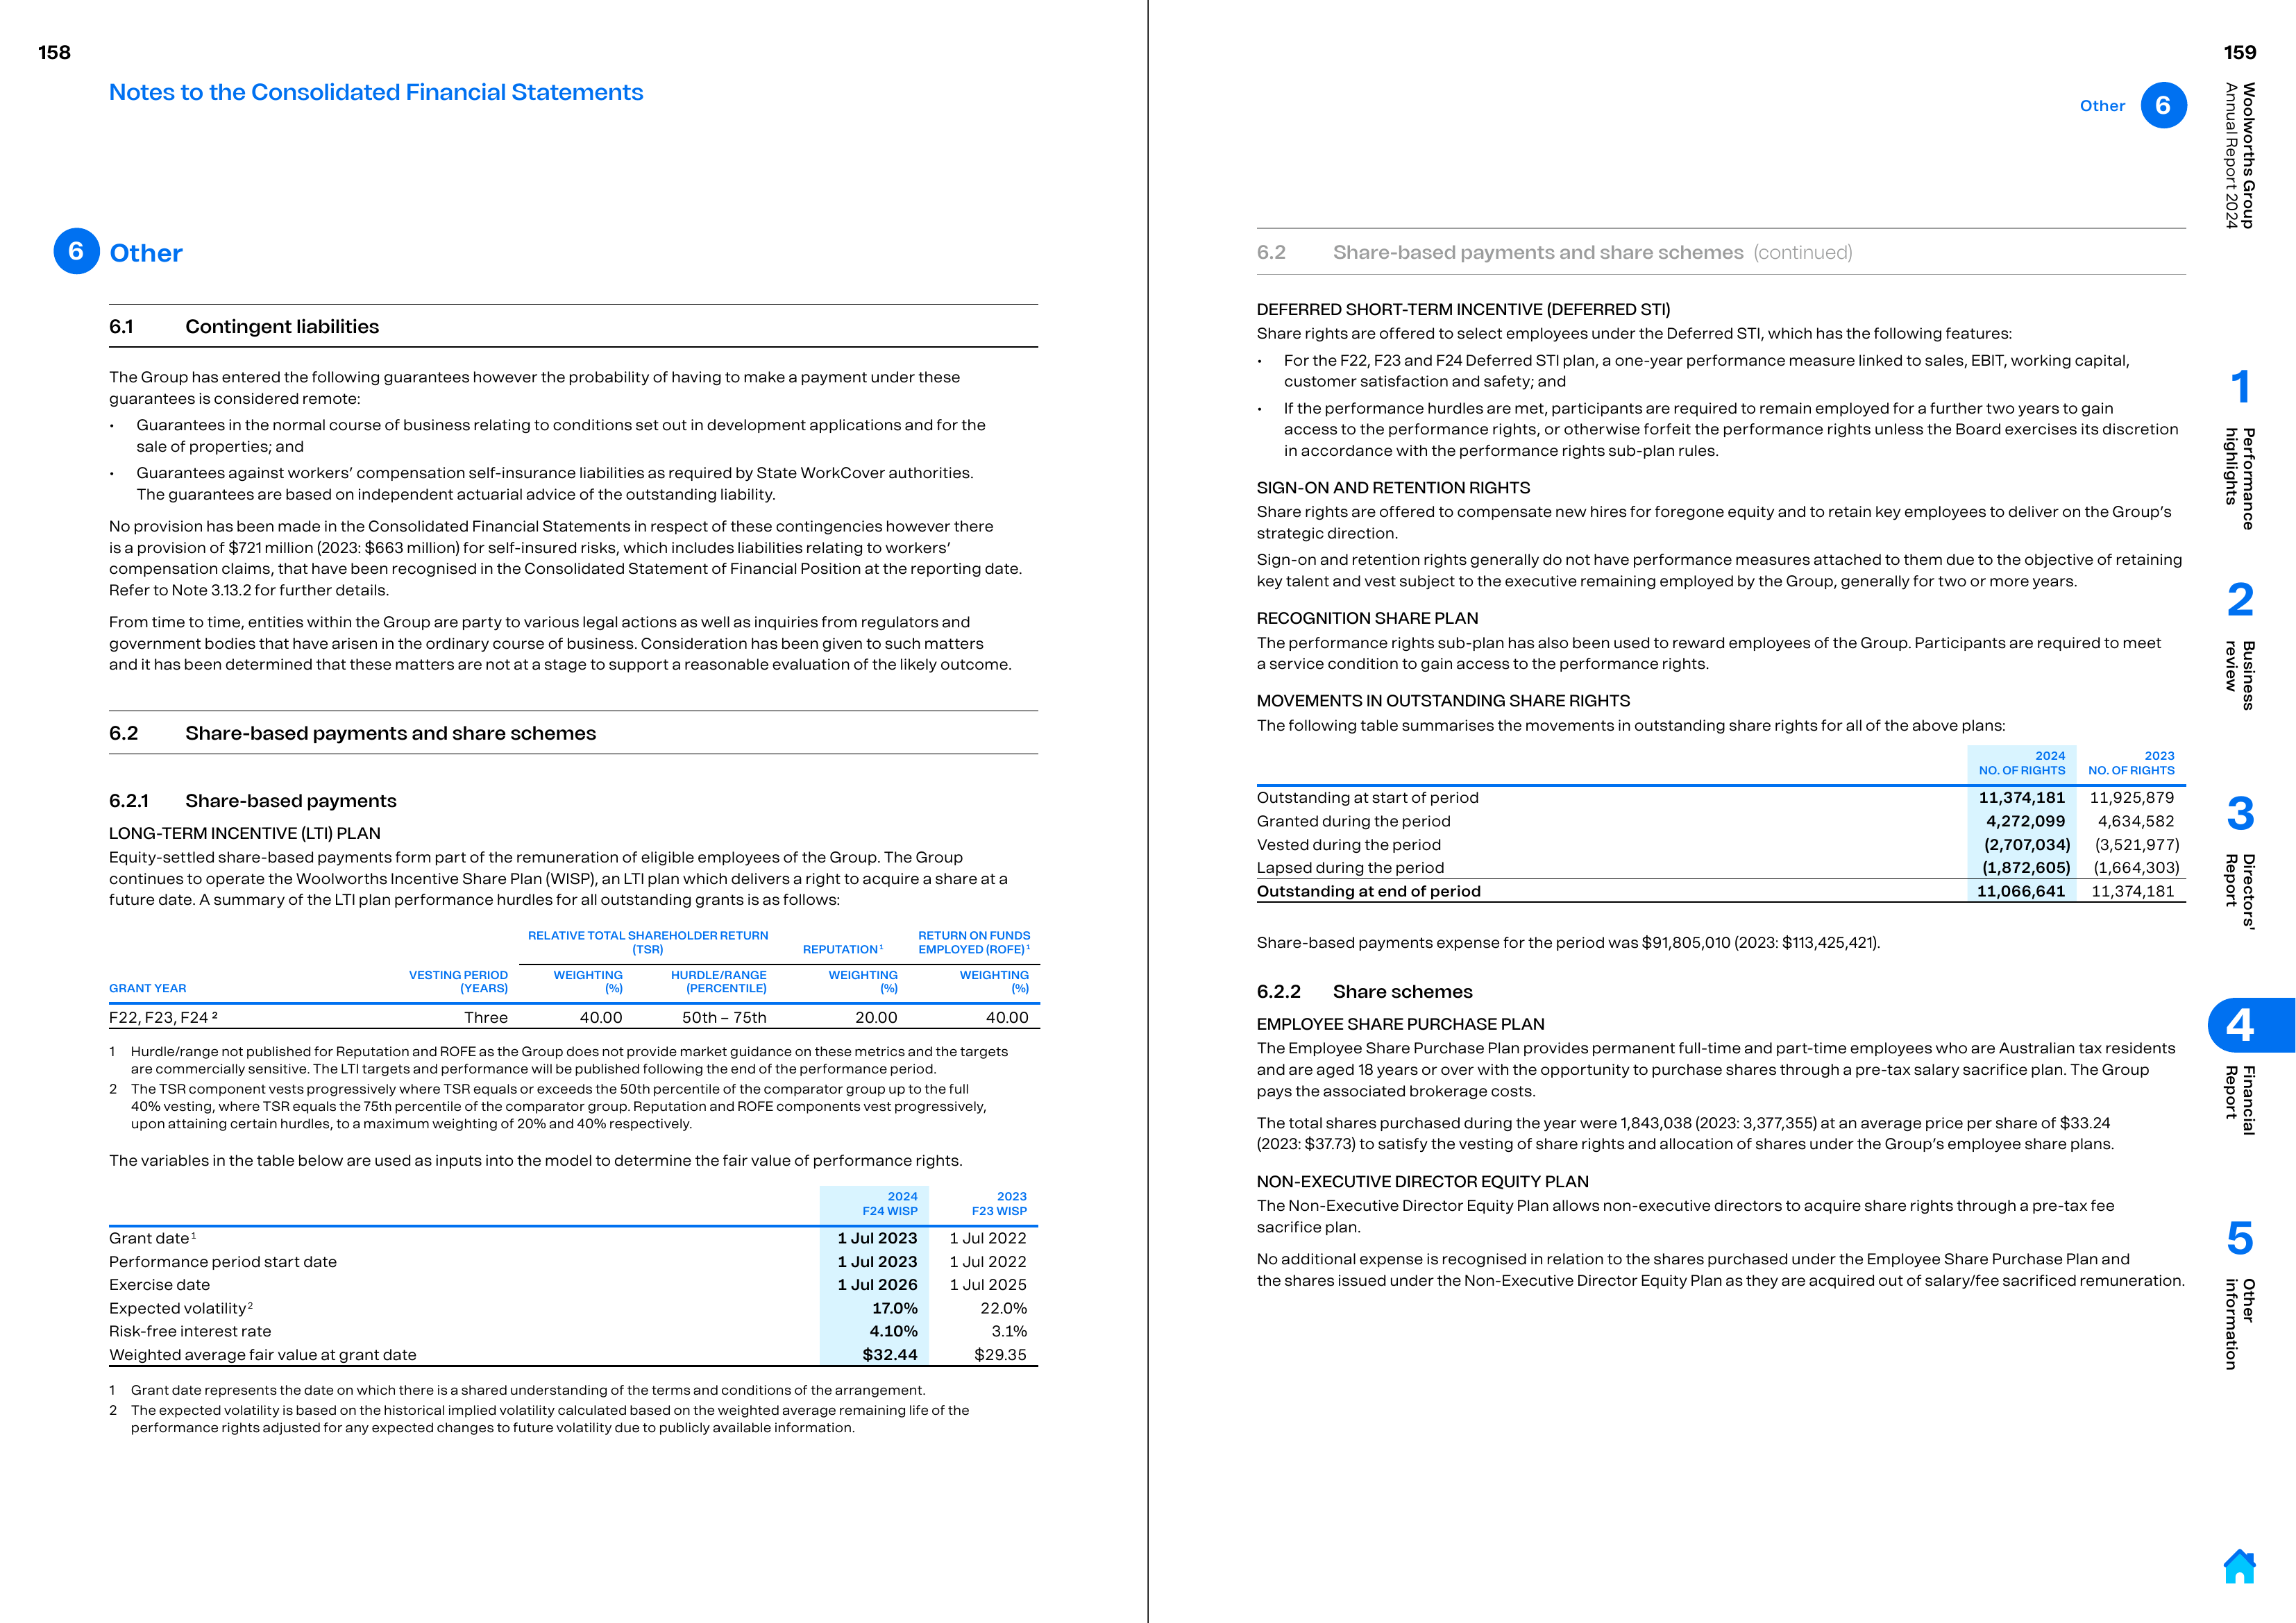 158
Notes to the Consolidated Financial Statements
6 Other
6.1 Contingent liabilities
The Group has entered the following guarantees however the probability of having to make a payment under these
guarantees is considered remote:
• Guarantees in the normal course of business relating to conditions set out in development applications and for the
sale of properties; and
• Guarantees against workers’ compensation self-insurance liabilities as required by State WorkCover authorities.
The guarantees are based on independent actuarial advice of the outstanding liability.
No provision has been made in the Consolidated Financial Statements in respect of these contingencies however there
is a provision of $721 million (2023: $663 million) for self-insured risks, which includes liabilities relating to workers’
compensation claims, that have been recognised in the Consolidated Statement of Financial Position at the reporting date.
Refer to Note 3.13.2 for further details.
From time to time, entities within the Group are party to various legal actions as well as inquiries from regulators and
government bodies that have arisen in the ordinary course of business. Consideration has been given to such matters
and it has been determined that these matters are not at a stage to support a reasonable evaluation of the likely outcome.
6.2 Share-based payments and share schemes
6.2.1 Share-based payments
LONG-TERM INCENTIVE (LTI) PLAN
Equity-settled share-based payments form part of the remuneration of eligible employees of the Group. The Group
continues to operate the Woolworths Incentive Share Plan (WISP), an LTI plan which delivers a right to acquire a share at a
future date. A summary of the LTI plan performance hurdles for all outstanding grants is as follows:
RELATIVE TOTAL SHAREHOLDER RETURN (TSR) REPUTATION¹ RETURN ON FUNDS EMPLOYED (ROFE)¹
GRANT YEAR VESTING PERIOD (YEARS) WEIGHTING (%) HURDLE/RANGE (PERCENTILE) WEIGHTING (%) WEIGHTING (%)
F22, F23, F24 ² Three 40.00 50th – 75th 20.00 40.00
1 Hurdle/range not published for Reputation and ROFE as the Group does not provide market guidance on these metrics and the targets
are commercially sensitive. The LTI targets and performance will be published following the end of the performance period.
2 The TSR component vests progressively where TSR equals or exceeds the 50th percentile of the comparator group up to the full
40% vesting, where TSR equals the 75th percentile of the comparator group. Reputation and ROFE components vest progressively,
upon attaining certain hurdles, to a maximum weighting of 20% and 40% respectively.
The variables in the table below are used as inputs into the model to determine the fair value of performance rights.
2024 2023
F24 WISP F23 WISP
Grant date¹ 1 Jul 2023 1 Jul 2022
Performance period start date 1 Jul 2023 1 Jul 2022
Exercise date 1 Jul 2026 1 Jul 2025
Expected volatility² 17.0% 22.0%
Risk-free interest rate 4.10% 3.1%
Weighted average fair value at grant date $32.44 $29.35
1 Grant date represents the date on which there is a shared understanding of the terms and conditions of the arrangement.
2 The expected volatility is based on the historical implied volatility calculated based on the weighted average remaining life of the
performance rights adjusted for any expected changes to future volatility due to publicly available information.
Other 6
6.2 Share-based payments and share schemes (continued)
DEFERRED SHORT-TERM INCENTIVE (DEFERRED STI)
Share rights are offered to select employees under the Deferred STI, which has the following features:
• For the F22, F23 and F24 Deferred STI plan, a one-year performance measure linked to sales, EBIT, working capital,
customer satisfaction and safety; and
• If the performance hurdles are met, participants are required to remain employed for a further two years to gain
access to the performance rights, or otherwise forfeit the performance rights unless the Board exercises its discretion
in accordance with the performance rights sub-plan rules.
SIGN-ON AND RETENTION RIGHTS
Share rights are offered to compensate new hires for foregone equity and to retain key employees to deliver on the Group’s
strategic direction.
Sign-on and retention rights generally do not have performance measures attached to them due to the objective of retaining
key talent and vest subject to the executive remaining employed by the Group, generally for two or more years.
RECOGNITION SHARE PLAN
The performance rights sub-plan has also been used to reward employees of the Group. Participants are required to meet
a service condition to gain access to the performance rights.
MOVEMENTS IN OUTSTANDING SHARE RIGHTS
The following table summarises the movements in outstanding share rights for all of the above plans:
2024 2023
NO. OF RIGHTS NO. OF RIGHTS
Outstanding at start of period 11,374,181 11,925,879
Granted during the period 4,272,099 4,634,582
Vested during the period (2,707,034) (3,521,977)
Lapsed during the period (1,872,605) (1,664,303)
Outstanding at end of period 11,066,641 11,374,181
Share-based payments expense for the period was $91,805,010 (2023: $113,425,421).
6.2.2 Share schemes
EMPLOYEE SHARE PURCHASE PLAN
The Employee Share Purchase Plan provides permanent full-time and part-time employees who are Australian tax residents
and are aged 18 years or over with the opportunity to purchase shares through a pre-tax salary sacrifice plan. The Group
pays the associated brokerage costs.
The total shares purchased during the year were 1,843,038 (2023: 3,377,355) at an average price per share of $33.24
(2023: $37.73) to satisfy the vesting of share rights and allocation of shares under the Group’s employee share plans.
NON-EXECUTIVE DIRECTOR EQUITY PLAN
The Non-Executive Director Equity Plan allows non-executive directors to acquire share rights through a pre-tax fee
sacrifice plan.
No additional expense is recognised in relation to the shares purchased under the Employee Share Purchase Plan and
the shares issued under the Non-Executive Director Equity Plan as they are acquired out of salary/fee sacrificed remuneration.
159
Woolworths Group
Annual Report 2024
1
Performance
highlights
2
Business
review
3
Directors’
Report
4
Financial
Report
5
Other
information